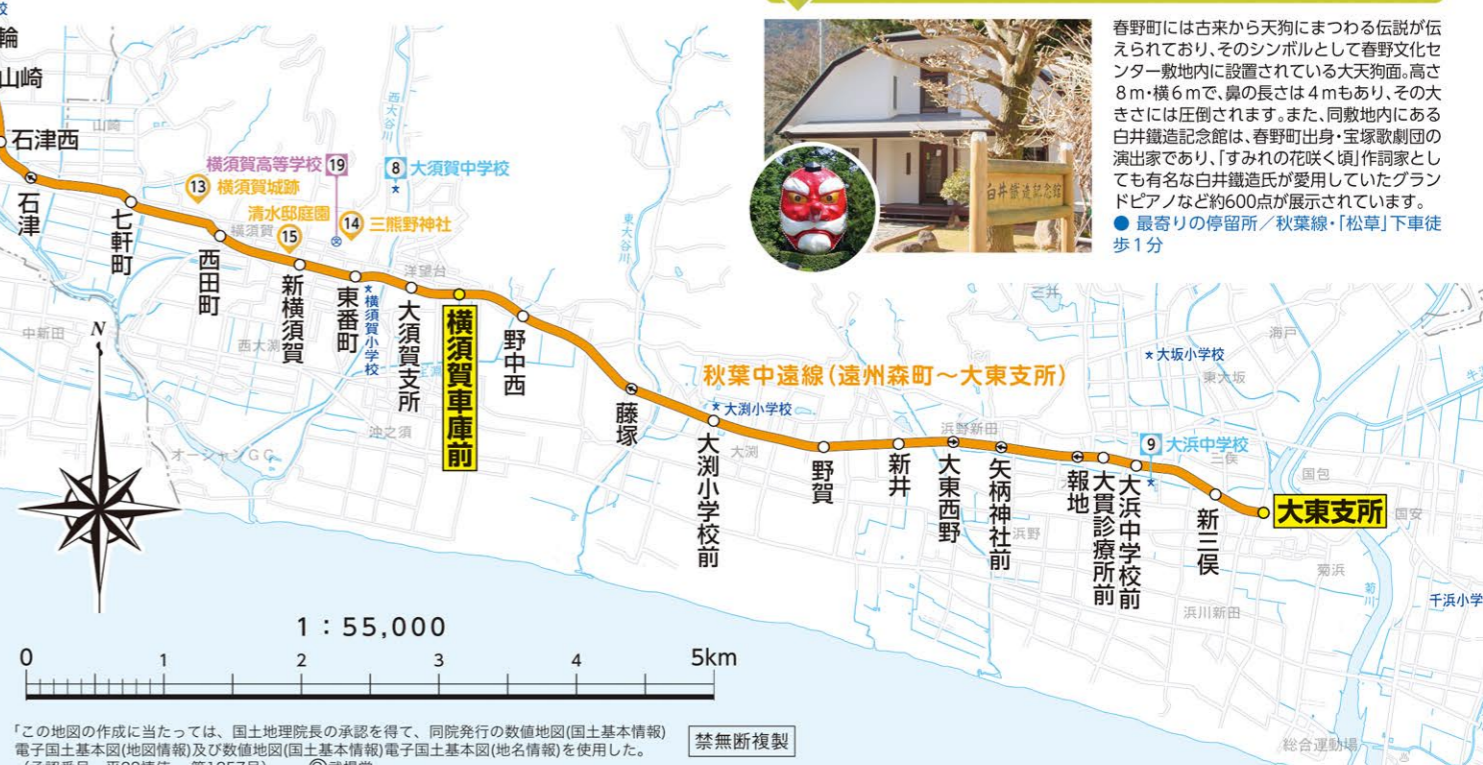 春野町には古来から天狗にまつわる伝説が伝
えられており、そのシンボルとして春野文化セ
ンター敷地内に設置されている大天狗面。高さ
8m・横6mで、鼻の長さは4mもあり、その大
きさには圧倒されます。また、同敷地内にある
白井鐵造記念館は、春野町出身・宝塚歌劇団の
演出家であり、「すみれの花咲く頃」作詞家とし
ても有名な白井鐵造氏が愛用していたグラン
ドピアノなど約600点が展示されています。
● 最寄りの停留所／秋葉線・「松草」下車徒
歩1分
白井鐵造記念館
校
輪
山崎
石津西
石津
七軒町
西田町
新横須賀
東番町
大須賀支所
横須賀車庫前
野中西
藤塚
大渕小学校前
野賀
新井
大東西野
矢柄神社前
報地
大貫診療所前
大浜中学校前
新三俣
大東支所
秋葉中遠線（遠州森町〜大東支所）
山崎
西大谷川
横須賀高等学校 19
8 大須賀中学校
13 横須賀城跡
清水邸庭園
15
14 三熊野神社
横須賀
洋望台
東大谷川
横須賀小学校
中新田
西大渕
沖之須
オーシャンGC
大渕小学校
大渕
浜野新田
浜野
三井
海戸
大坂小学校
東大坂
9 大浜中学校
三俣
国包
国安
菊浜
菊川
浜川新田
千浜小学
総合運動場
N
1：55,000
0 1 2 3 4 5km
「この地図の作成に当たっては、国土地理院長の承認を得て、同院発行の数値地図(国土基本情報)
電子国土基本図(地図情報)及び数値地図(国土基本情報)電子国土基本図(地名情報)を使用した。
禁無断複製